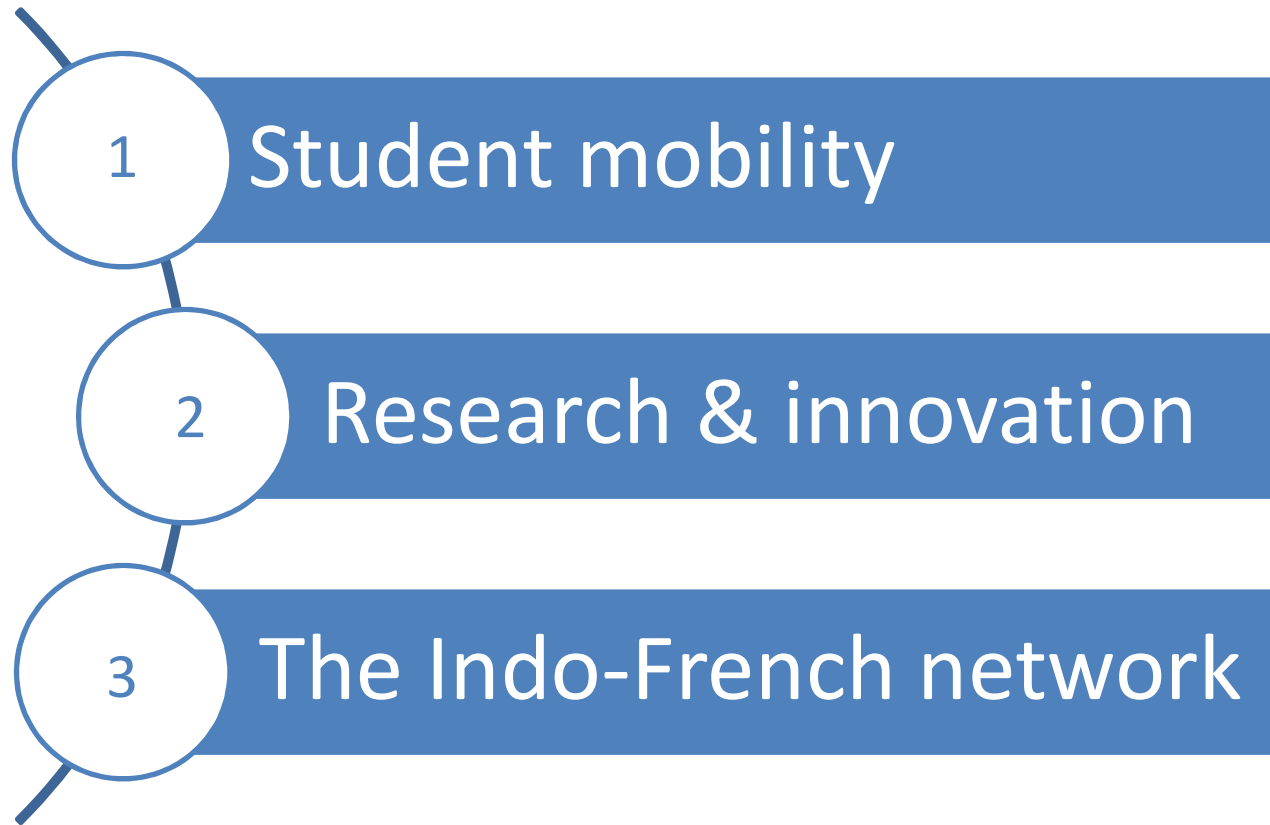 1
Student mobility
2
Research & innovation
3
The Indo-French network